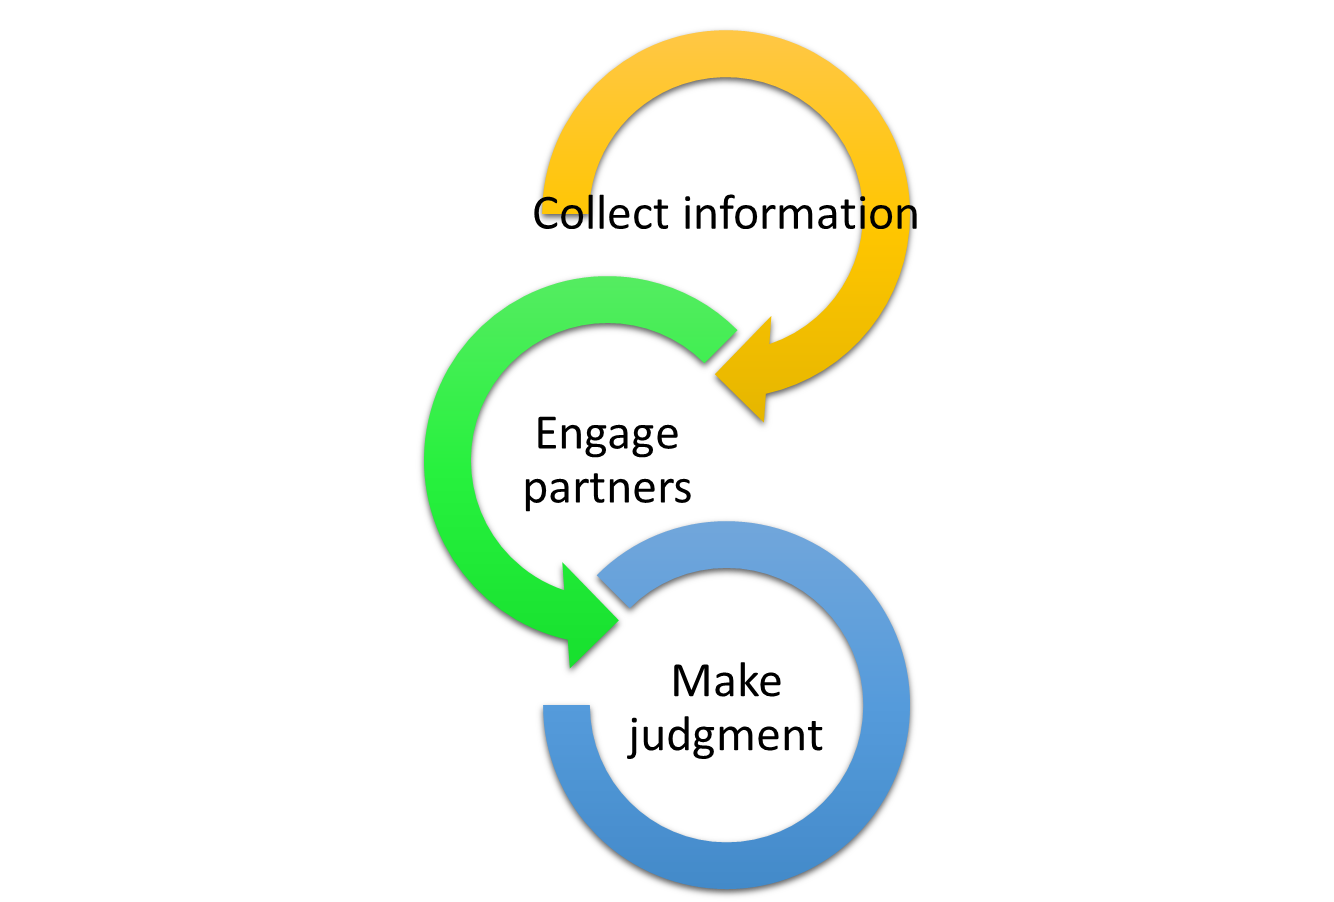 Collect information
Engage
partners
Make
judgment